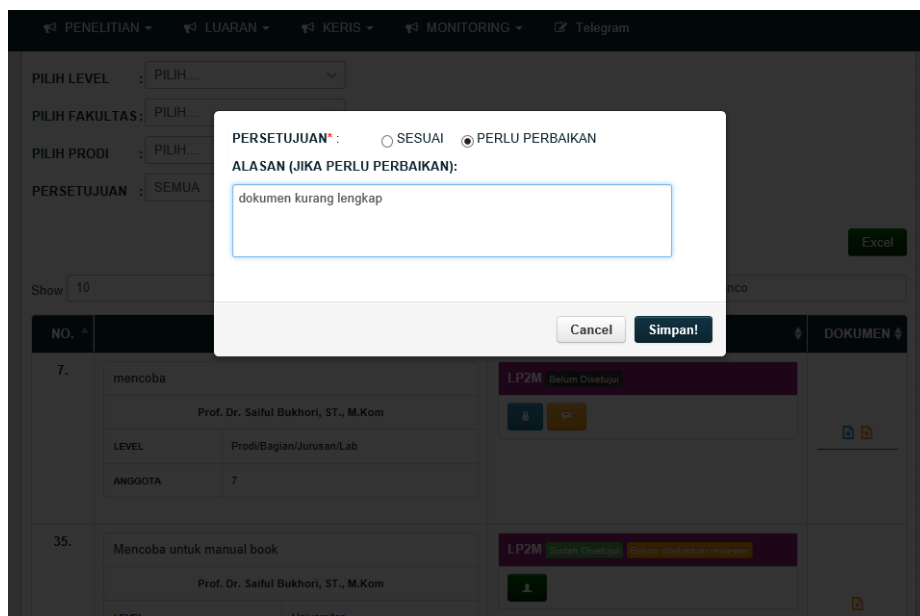 PENELITIAN LUARAN KERIS MONITORING Telegram
PILIH LEVEL : PILIH....
PILIH FAKULTAS : PILIH....
PILIH PRODI : PILIH....
PERSETUJUAN : SEMUA
PERSETUJUAN* : SESUAI PERLU PERBAIKAN
ALASAN (JIKA PERLU PERBAIKAN):
dokumen kurang lengkap
Cancel Simpan!
Excel
Show 10 nco
NO. DOKUMEN
7. mencoba
Prof. Dr. Saiful Bukhori, ST., M.Kom
LEVEL Prodi/Bagian/Jurusan/Lab
ANGGOTA 7
LP2M Belum Disetujui
35. Mencoba untuk manual book
Prof. Dr. Saiful Bukhori, ST., M.Kom
LEVEL Universitas
LP2M Sudah Disetujui Belum ditetapkan reviewer